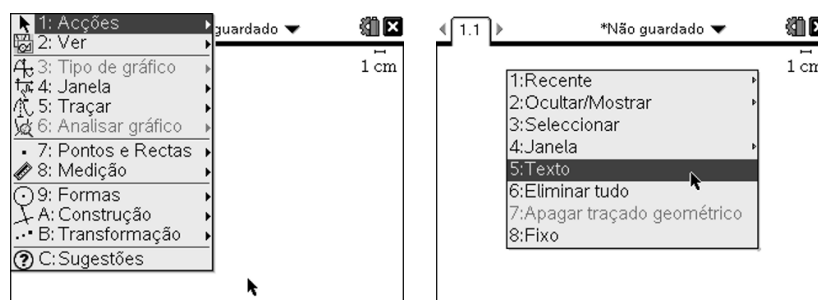 1: Acções
guardado
2: Ver
3: Tipo de gráfico
4: Janela
5: Traçar
6: Analisar gráfico
7: Pontos e Rectas
8: Medição
9: Formas
A: Construção
B: Transformação
C: Sugestões
1 cm
1.1
*Não guardado
1 cm
1:Recente
2:Ocultar/Mostrar
3:Seleccionar
4:Janela
5:Texto
6:Eliminar tudo
7:Apagar traçado geométrico
8:Fixo